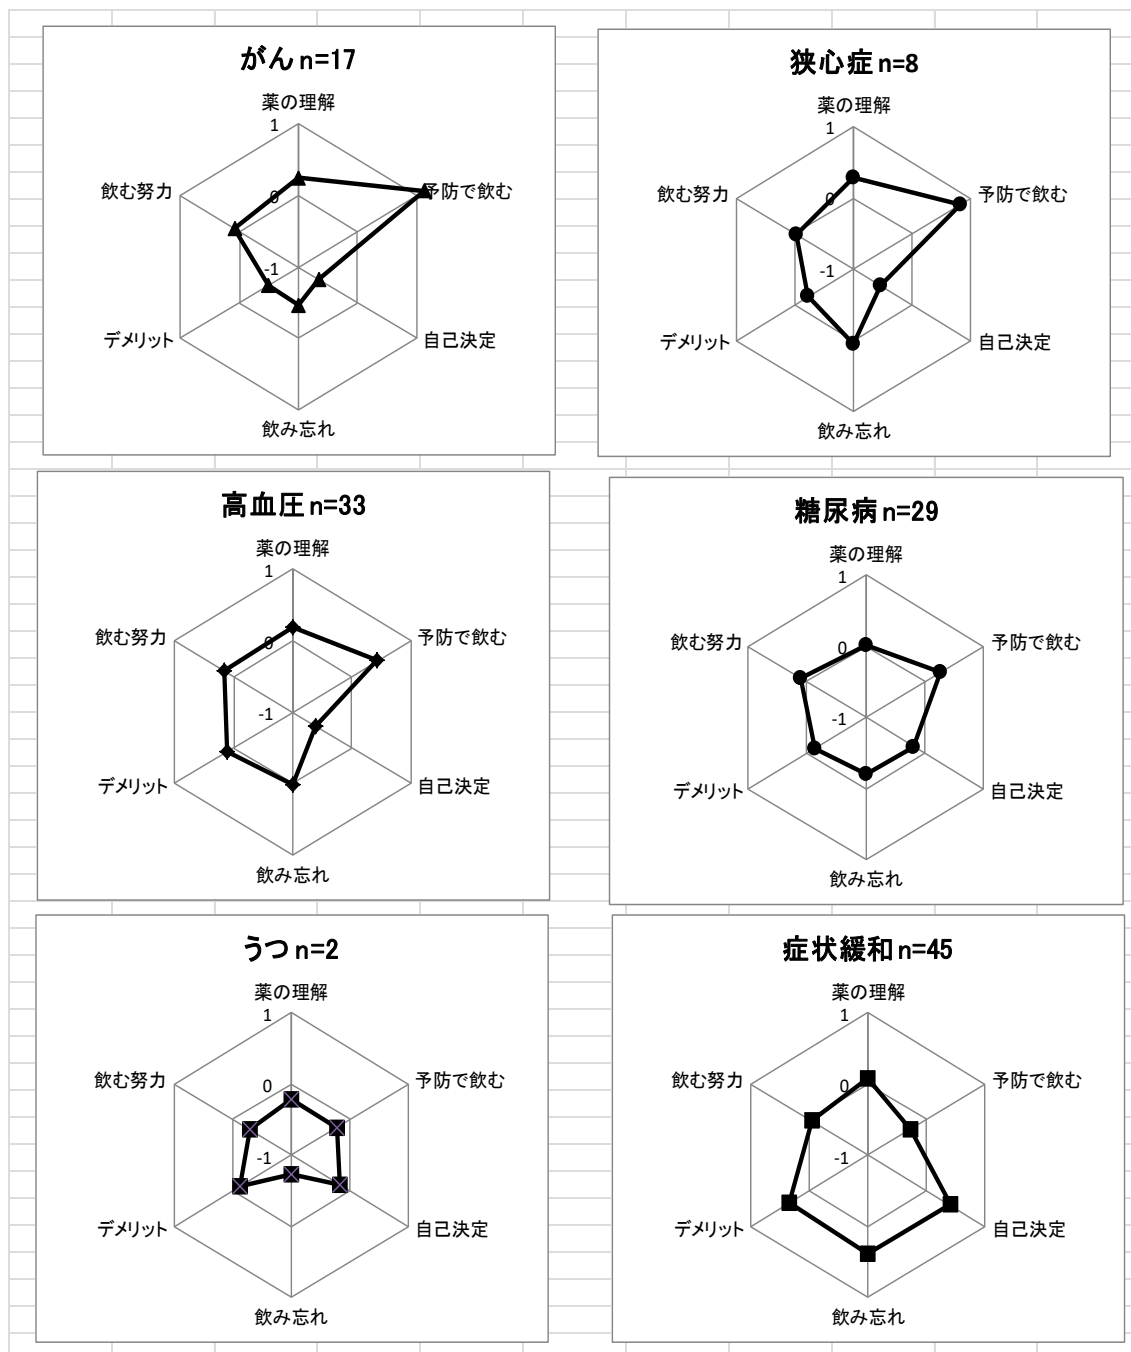 がん n=17
薬の理解
1
飲む努力
0
予防で飲む
-1
デメリット
自己決定
飲み忘れ
狭心症 n=8
薬の理解
1
飲む努力
0
予防で飲む
-1
デメリット
自己決定
飲み忘れ
高血圧 n=33
薬の理解
1
飲む努力
0
予防で飲む
-1
デメリット
自己決定
飲み忘れ
糖尿病 n=29
薬の理解
1
飲む努力
0
予防で飲む
-1
デメリット
自己決定
飲み忘れ
うつ n=2
薬の理解
1
飲む努力
0
予防で飲む
-1
デメリット
自己決定
飲み忘れ
症状緩和 n=45
薬の理解
1
飲む努力
0
予防で飲む
-1
デメリット
自己決定
飲み忘れ